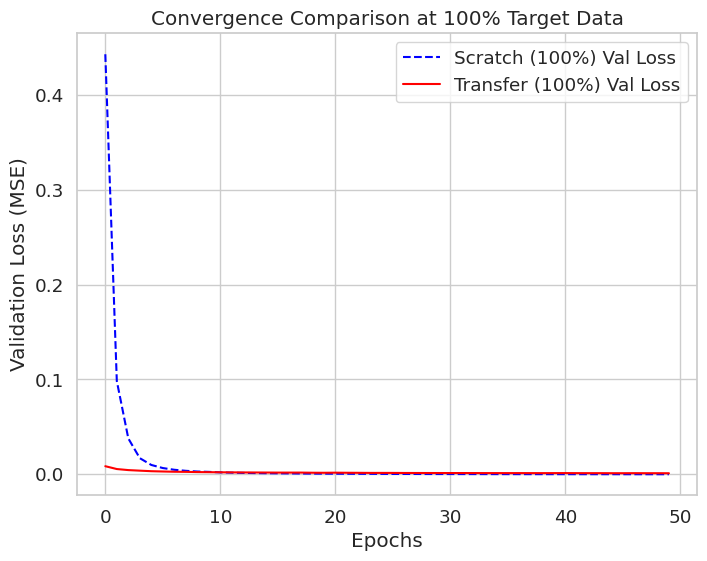 Convergence Comparison at 100% Target Data
Scratch (100%) Val Loss
Transfer (100%) Val Loss
Validation Loss (MSE)
0.4
0.3
0.2
0.1
0.0
0 10 20 30 40 50
Epochs